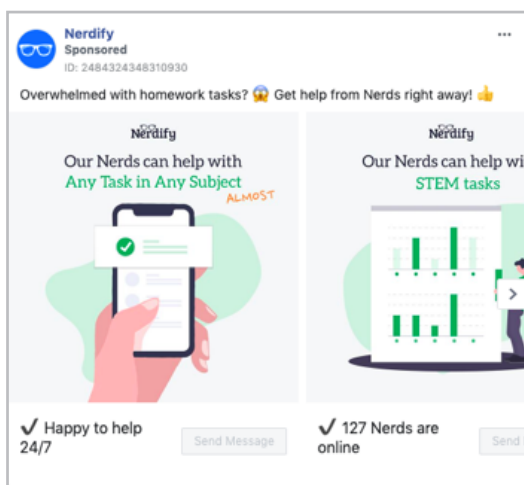 Nerdify
Sponsored
ID: 2484324348310930
Overwhelmed with homework tasks? 😱 Get help from Nerds right away! 👍
Nerdify
Our Nerds can help with
Any Task in Any Subject
ALMOST
✔ Happy to help
24/7
Send Message
Nerdify
Our Nerds can help wi
STEM tasks
✔ 127 Nerds are
online
Send